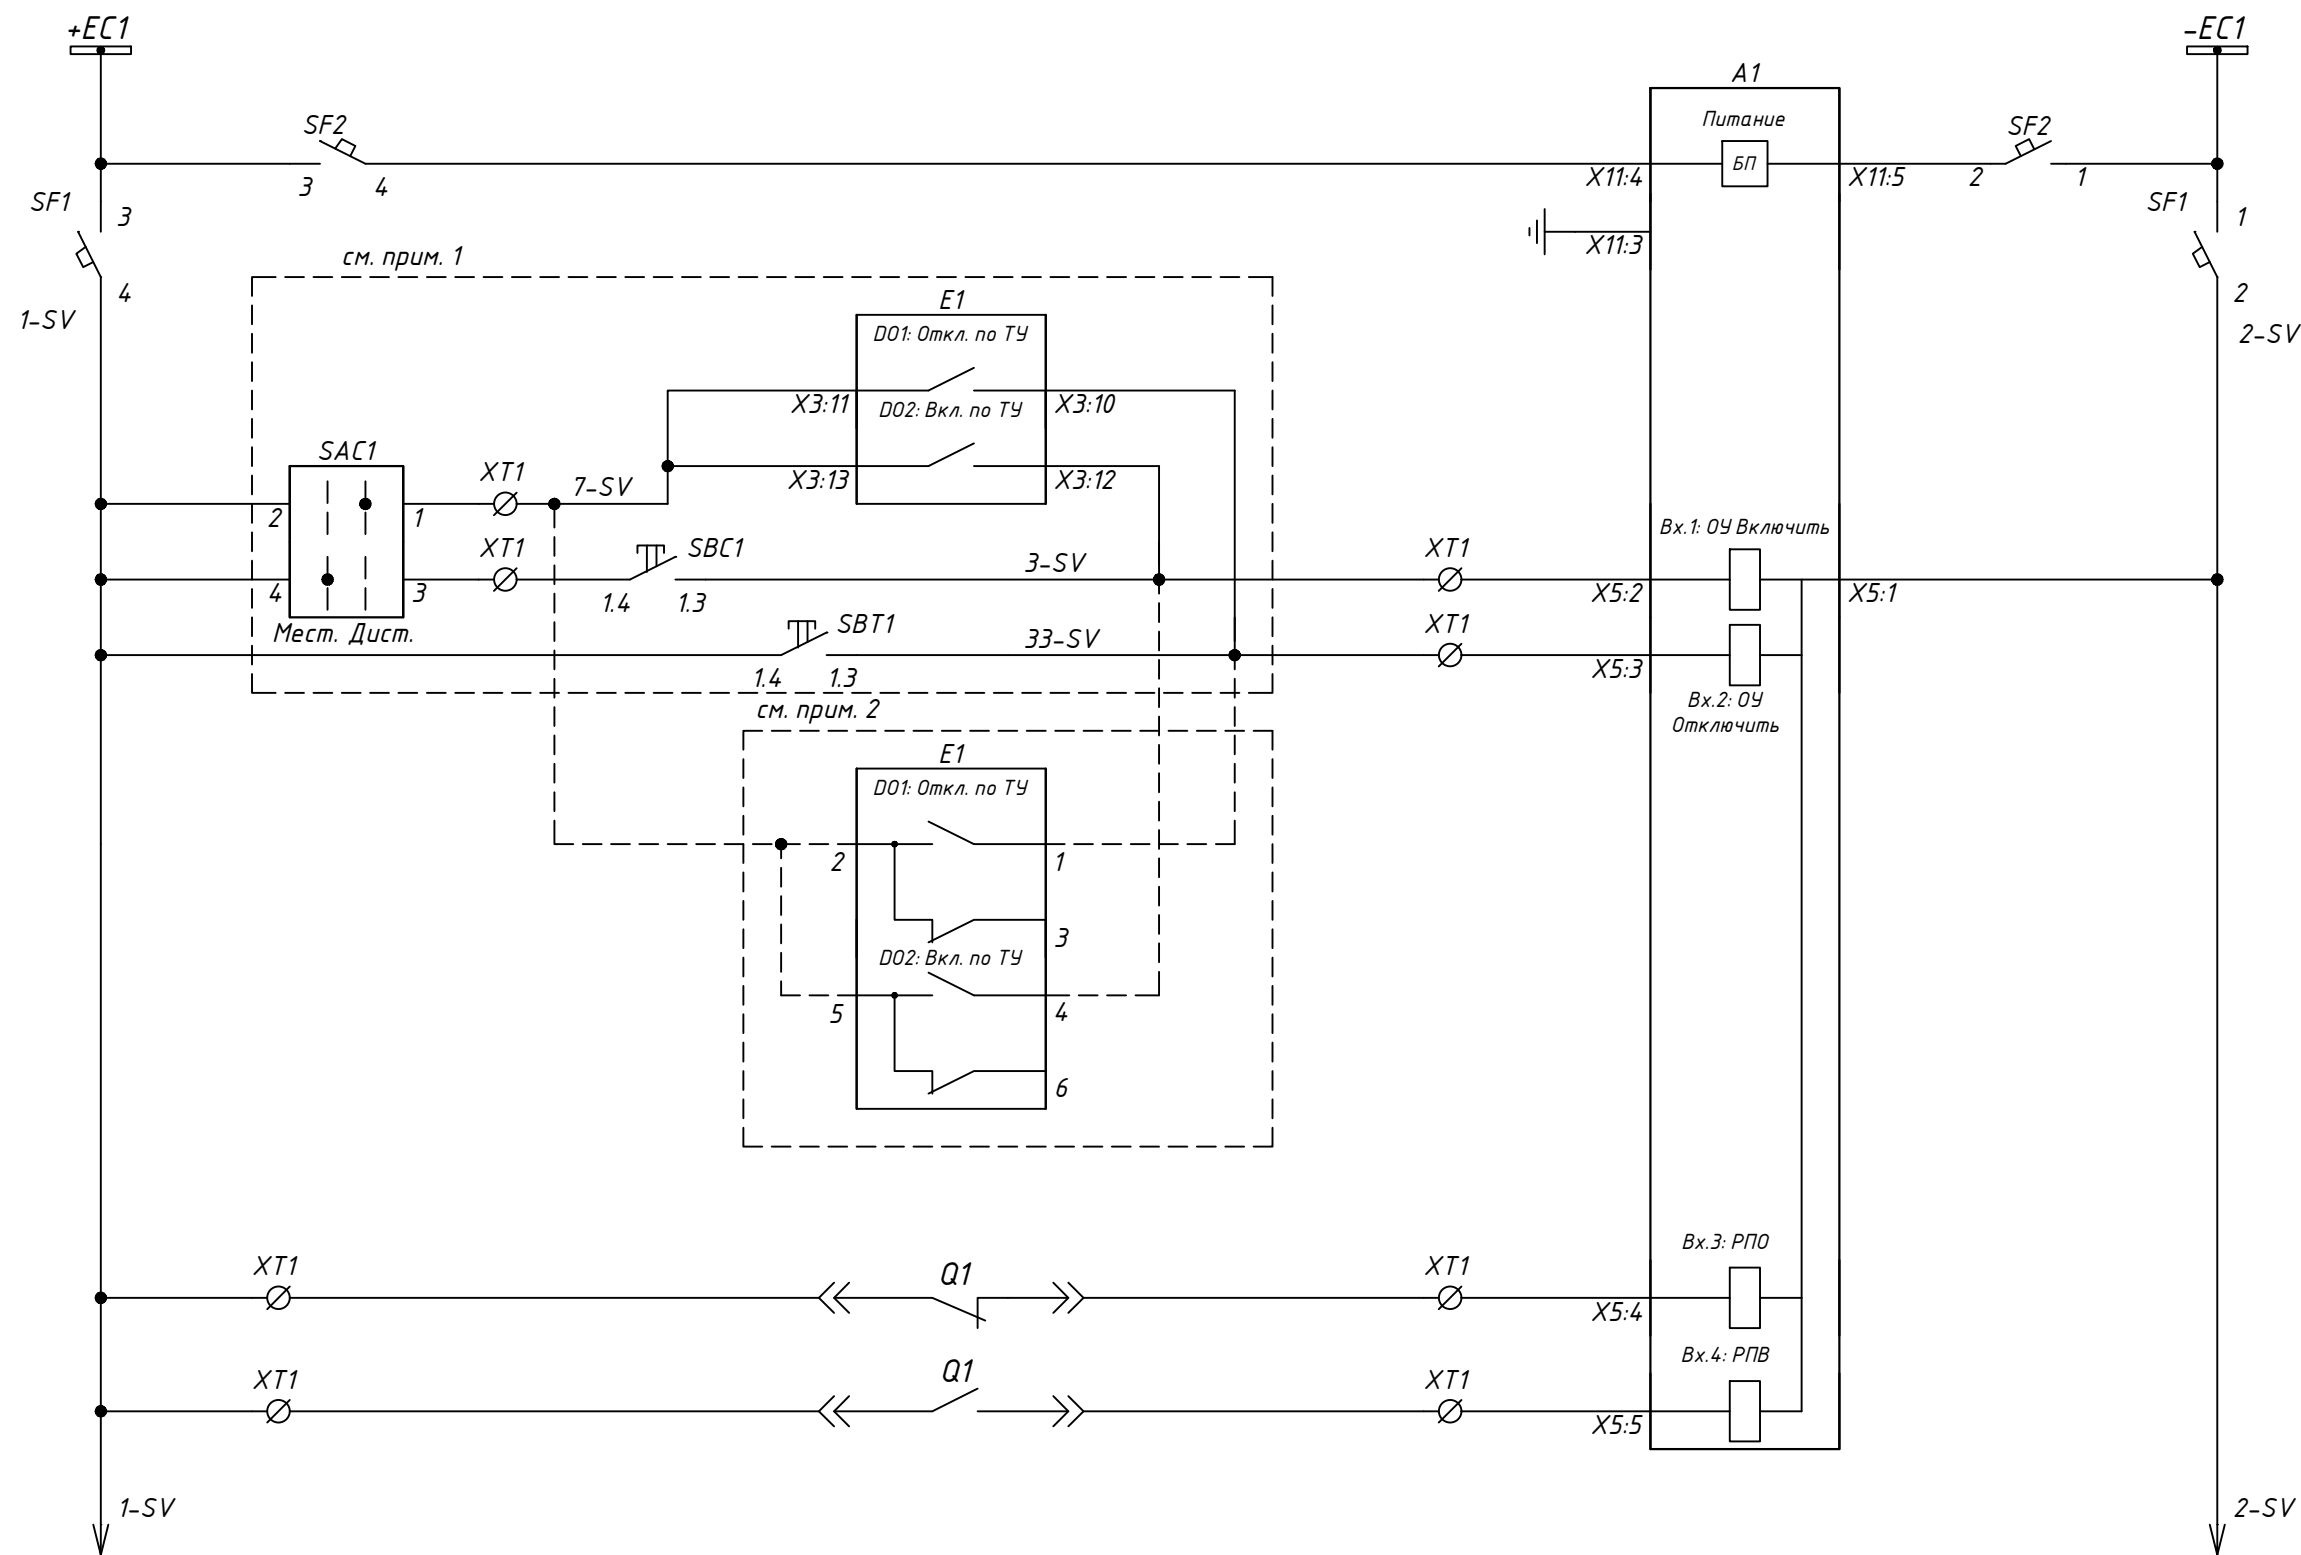 +EC1
-EC1
A1
SF2
Питание
SF2
БП
3
4
X11:4
X11:5
2
1
SF1
3
SF1
1
X11:3
см. прим. 1
4
2
E1
1-SV
2-SV
DO1: Откл. по ТУ
X3:11
DO2: Вкл. по ТУ
X3:10
SAC1
XT1
7-SV
X3:13
X3:12
2
1
Вх.1: ОУ Включить
XT1
SBC1
3-SV
XT1
4
3
1.4
1.3
X5:2
X5:1
Мест. Дист.
SBT1
33-SV
XT1
1.4
1.3
X5:3
см. прим. 2
Вх.2: ОУ
Отключить
E1
DO1: Откл. по ТУ
2
1
3
DO2: Вкл. по ТУ
5
4
6
Вх.3: РПО
XT1
Q1
XT1
X5:4
Вх.4: РПВ
XT1
Q1
XT1
X5:5
1-SV
2-SV